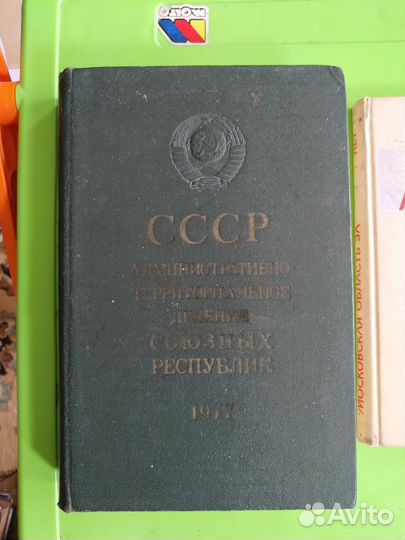 СССР
АДМИНИСТРАТИВНО-
ТЕРРИТОРИАЛЬНОЕ
ДЕЛЕНИЕ
СОЮЗНЫХ
РЕСПУБЛИК
1977
МОСКОВСКАЯ ОБЛАСТЬ ЗА
Avito